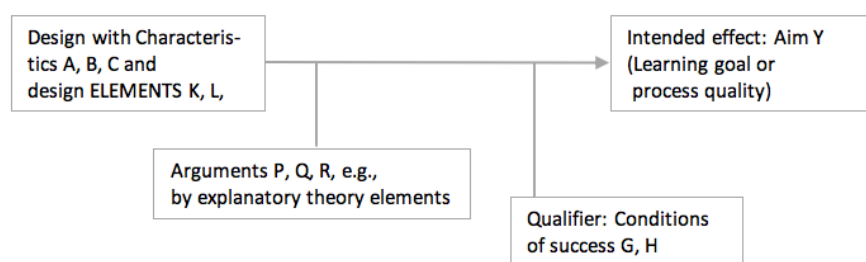 Design with Characteris-
tics A, B, C and
design ELEMENTS K, L,
Intended effect: Aim Y
(Learning goal or
process quality)
Arguments P, Q, R, e.g.,
by explanatory theory elements
Qualifier: Conditions
of success G, H